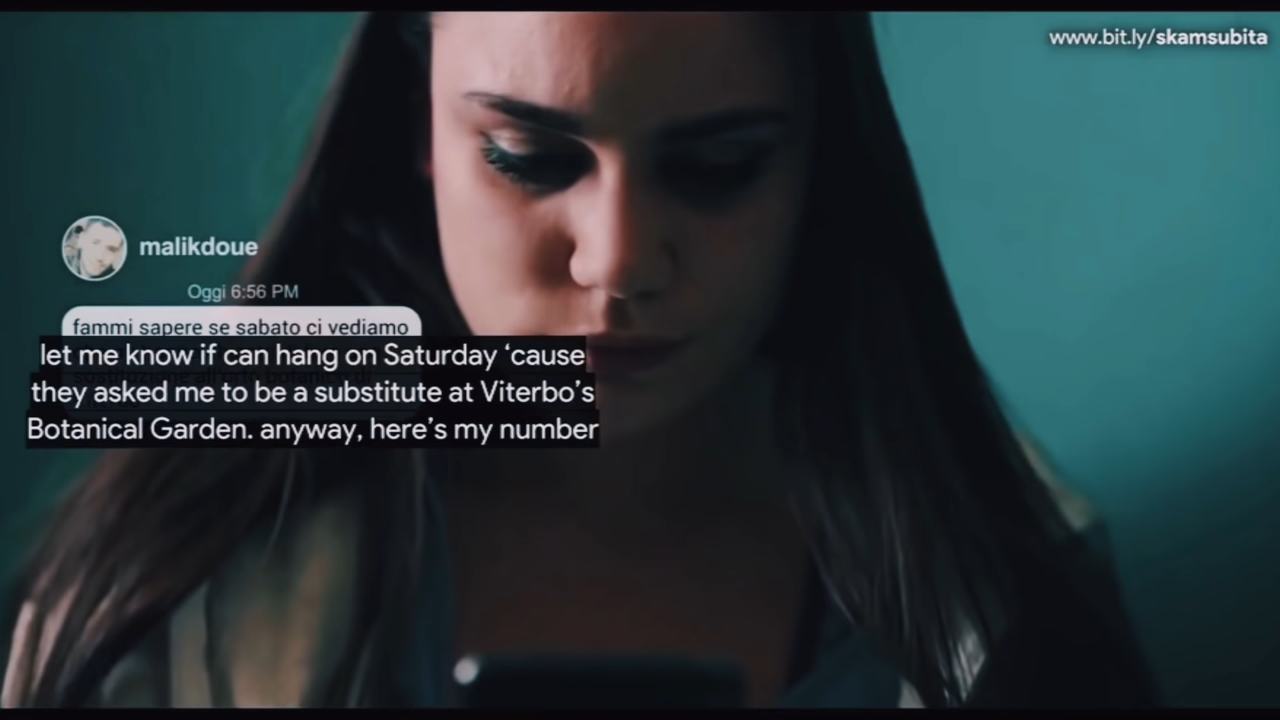 www.bit.ly/skamsubita
malikdoue
Oggi 6:56 PM
fammi sapere se sabato ci vediamo
let me know if can hang on Saturday ‘cause
they asked me to be a substitute at Viterbo’s
Botanical Garden. anyway, here’s my number